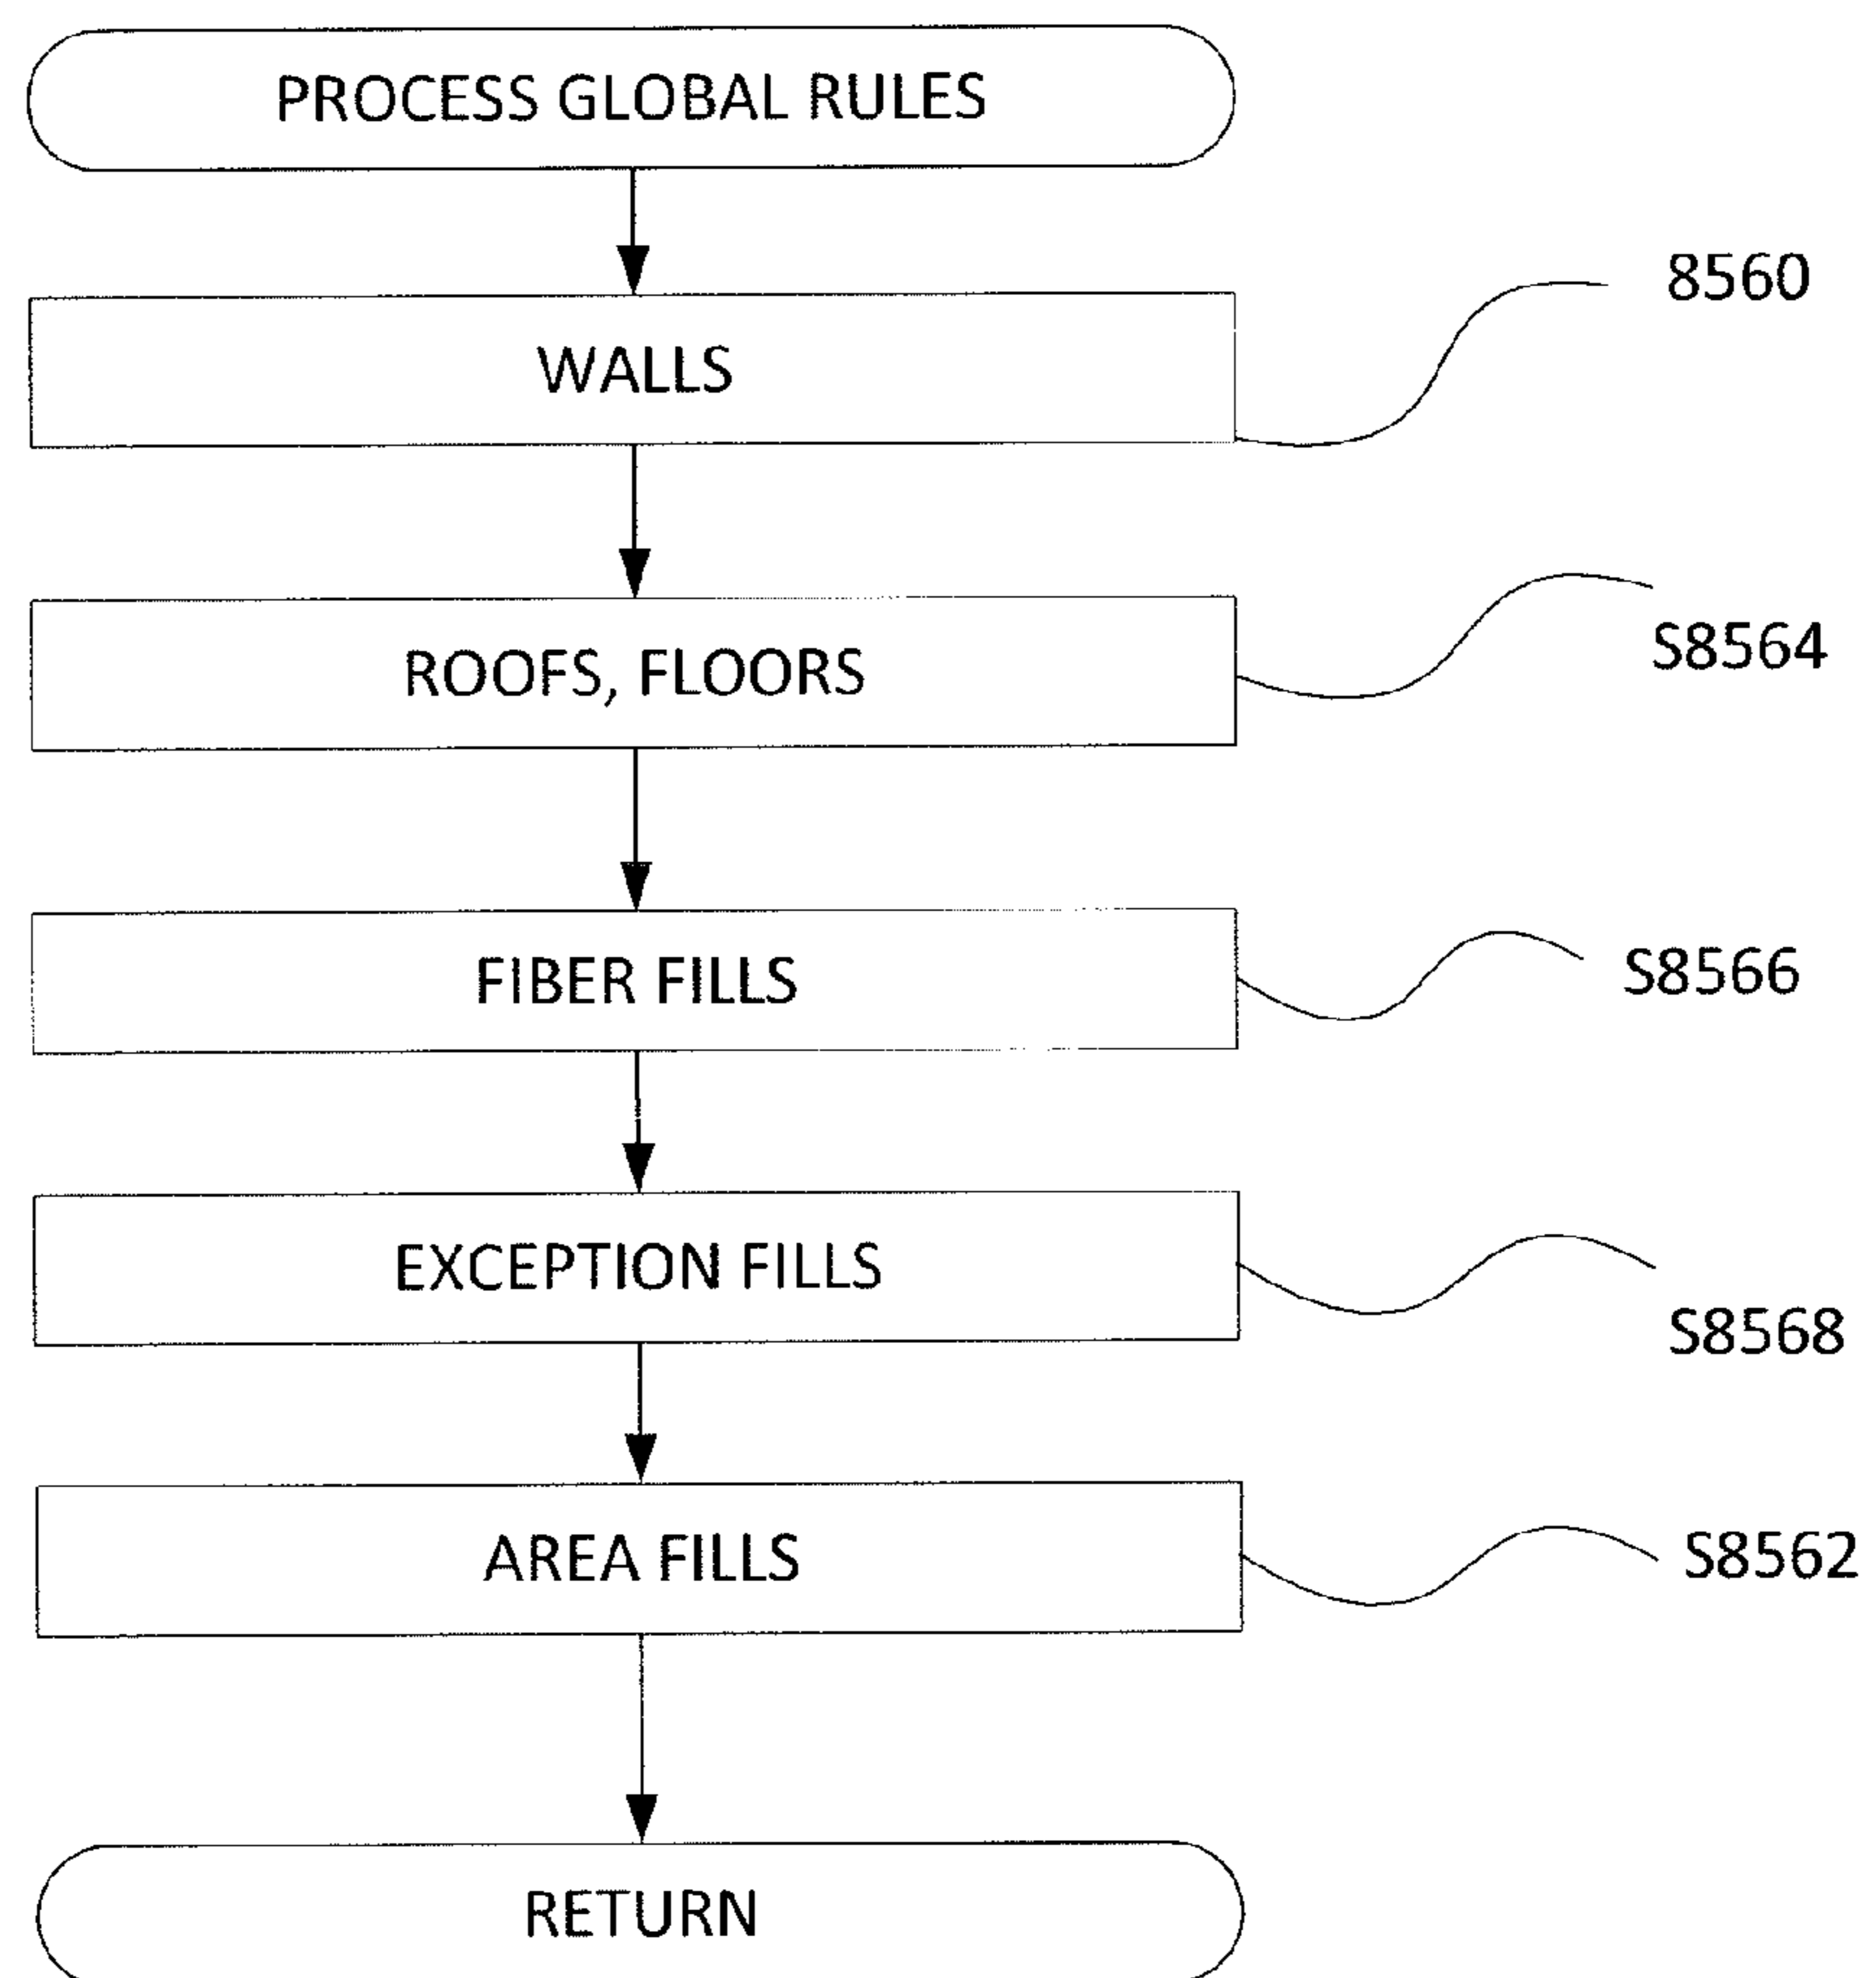 PROCESS GLOBAL RULES
8560
WALLS
ROOFS, FLOORS
S8564
FIBER FILLS
S8566
EXCEPTION FILLS
S8568
AREA FILLS
S8562
RETURN